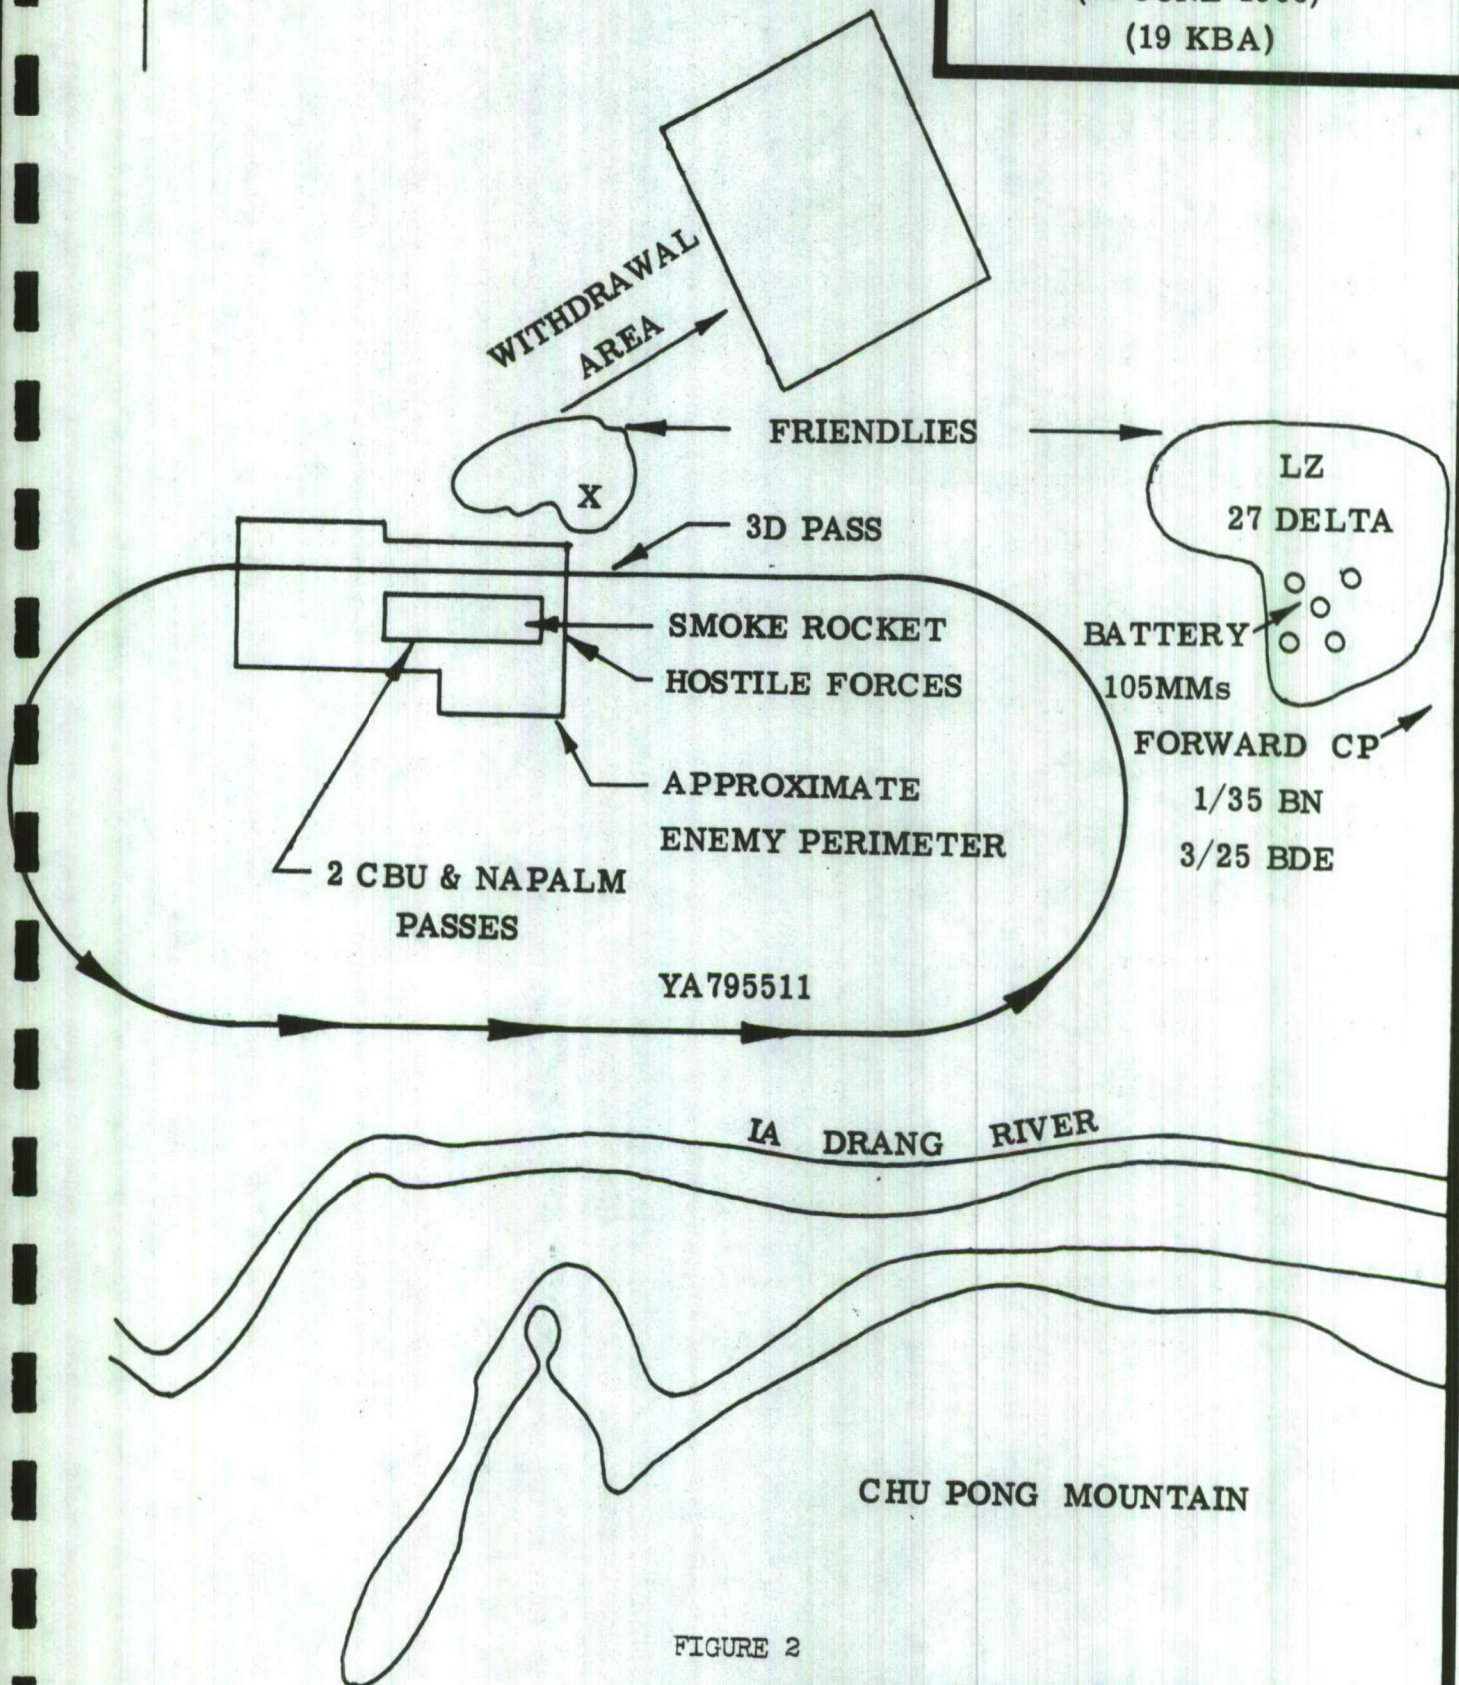 (19 KBA)
WITHDRAWAL
AREA
FRIENDLIES
LZ
27 DELTA
X
3D PASS
SMOKE ROCKET
HOSTILE FORCES
BATTERY
105MMs
FORWARD CP
1/35 BN
3/25 BDE
APPROXIMATE
ENEMY PERIMETER
2 CBU & NAPALM
PASSES
YA795511
IA DRANG RIVER
CHU PONG MOUNTAIN
FIGURE 2